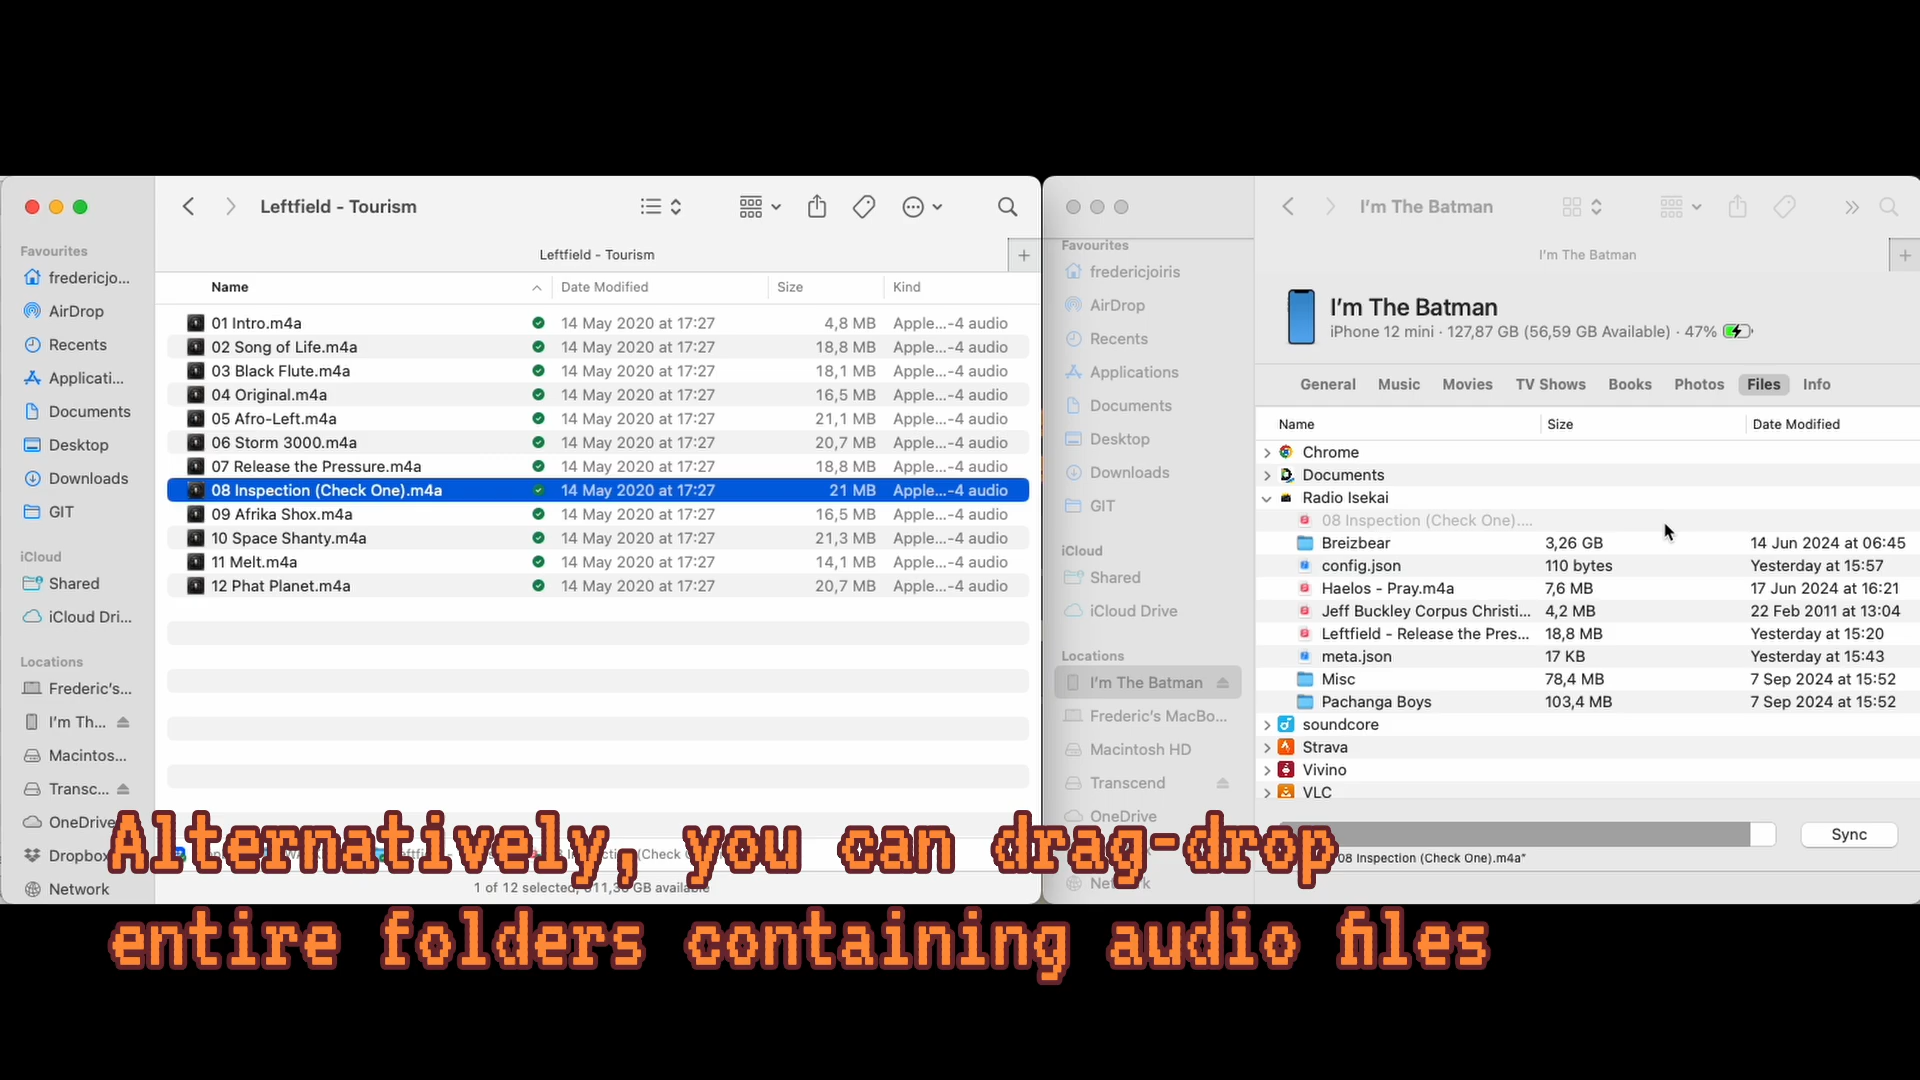 Leftfield - Tourism
Leftfield - Tourism
Favourites
fredericjo...
AirDrop
Recents
Applicati...
Documents
Desktop
Downloads
GIT
iCloud
Shared
iCloud Dri...
Locations
Frederic's...
I'm Th...
Macintos...
Transc...
OneDrive
Dropbox
Network
Name Date Modified Size Kind
01 Intro.m4a 14 May 2020 at 17:27 4,8 MB Apple...-4 audio
02 Song of Life.m4a 14 May 2020 at 17:27 18,8 MB Apple...-4 audio
03 Black Flute.m4a 14 May 2020 at 17:27 18,1 MB Apple...-4 audio
04 Original.m4a 14 May 2020 at 17:27 16,5 MB Apple...-4 audio
05 Afro-Left.m4a 14 May 2020 at 17:27 21,1 MB Apple...-4 audio
06 Storm 3000.m4a 14 May 2020 at 17:27 20,7 MB Apple...-4 audio
07 Release the Pressure.m4a 14 May 2020 at 17:27 18,8 MB Apple...-4 audio
08 Inspection (Check One).m4a 14 May 2020 at 17:27 21 MB Apple...-4 audio
09 Afrika Shox.m4a 14 May 2020 at 17:27 16,5 MB Apple...-4 audio
10 Space Shanty.m4a 14 May 2020 at 17:27 21,3 MB Apple...-4 audio
11 Melt.m4a 14 May 2020 at 17:27 14,1 MB Apple...-4 audio
12 Phat Planet.m4a 14 May 2020 at 17:27 20,7 MB Apple...-4 audio
1 of 12 selected, GB available
I'm The Batman
I'm The Batman
Favourites
fredericjoiris
AirDrop
Recents
Applications
Documents
Desktop
Downloads
GIT
iCloud
Shared
iCloud Drive
Locations
I'm The Batman
Frederic's MacBo...
Macintosh HD
Transcend
OneDrive
Network
I'm The Batman
iPhone 12 mini · 127,87 GB (56,59 GB Available) · 47%
General Music Movies TV Shows Books Photos Files Info
Name Size Date Modified
Chrome
Documents
Radio Isekai
08 Inspection (Check One)....
Breizbear 3,26 GB 14 Jun 2024 at 06:45
config.json 110 bytes Yesterday at 15:57
Haelos - Pray.m4a 7,6 MB 17 Jun 2024 at 16:21
Jeff Buckley Corpus Christi... 4,2 MB 22 Feb 2011 at 13:04
Leftfield - Release the Pres... 18,8 MB Yesterday at 15:20
meta.json 17 KB Yesterday at 15:43
Misc 78,4 MB 7 Sep 2024 at 15:52
Pachanga Boys 103,4 MB 7 Sep 2024 at 15:52
soundcore
Strava
Vivino
VLC
Sync
08 Inspection (Check One).m4a"
Alternatively, you can drag-drop
entire folders containing audio files